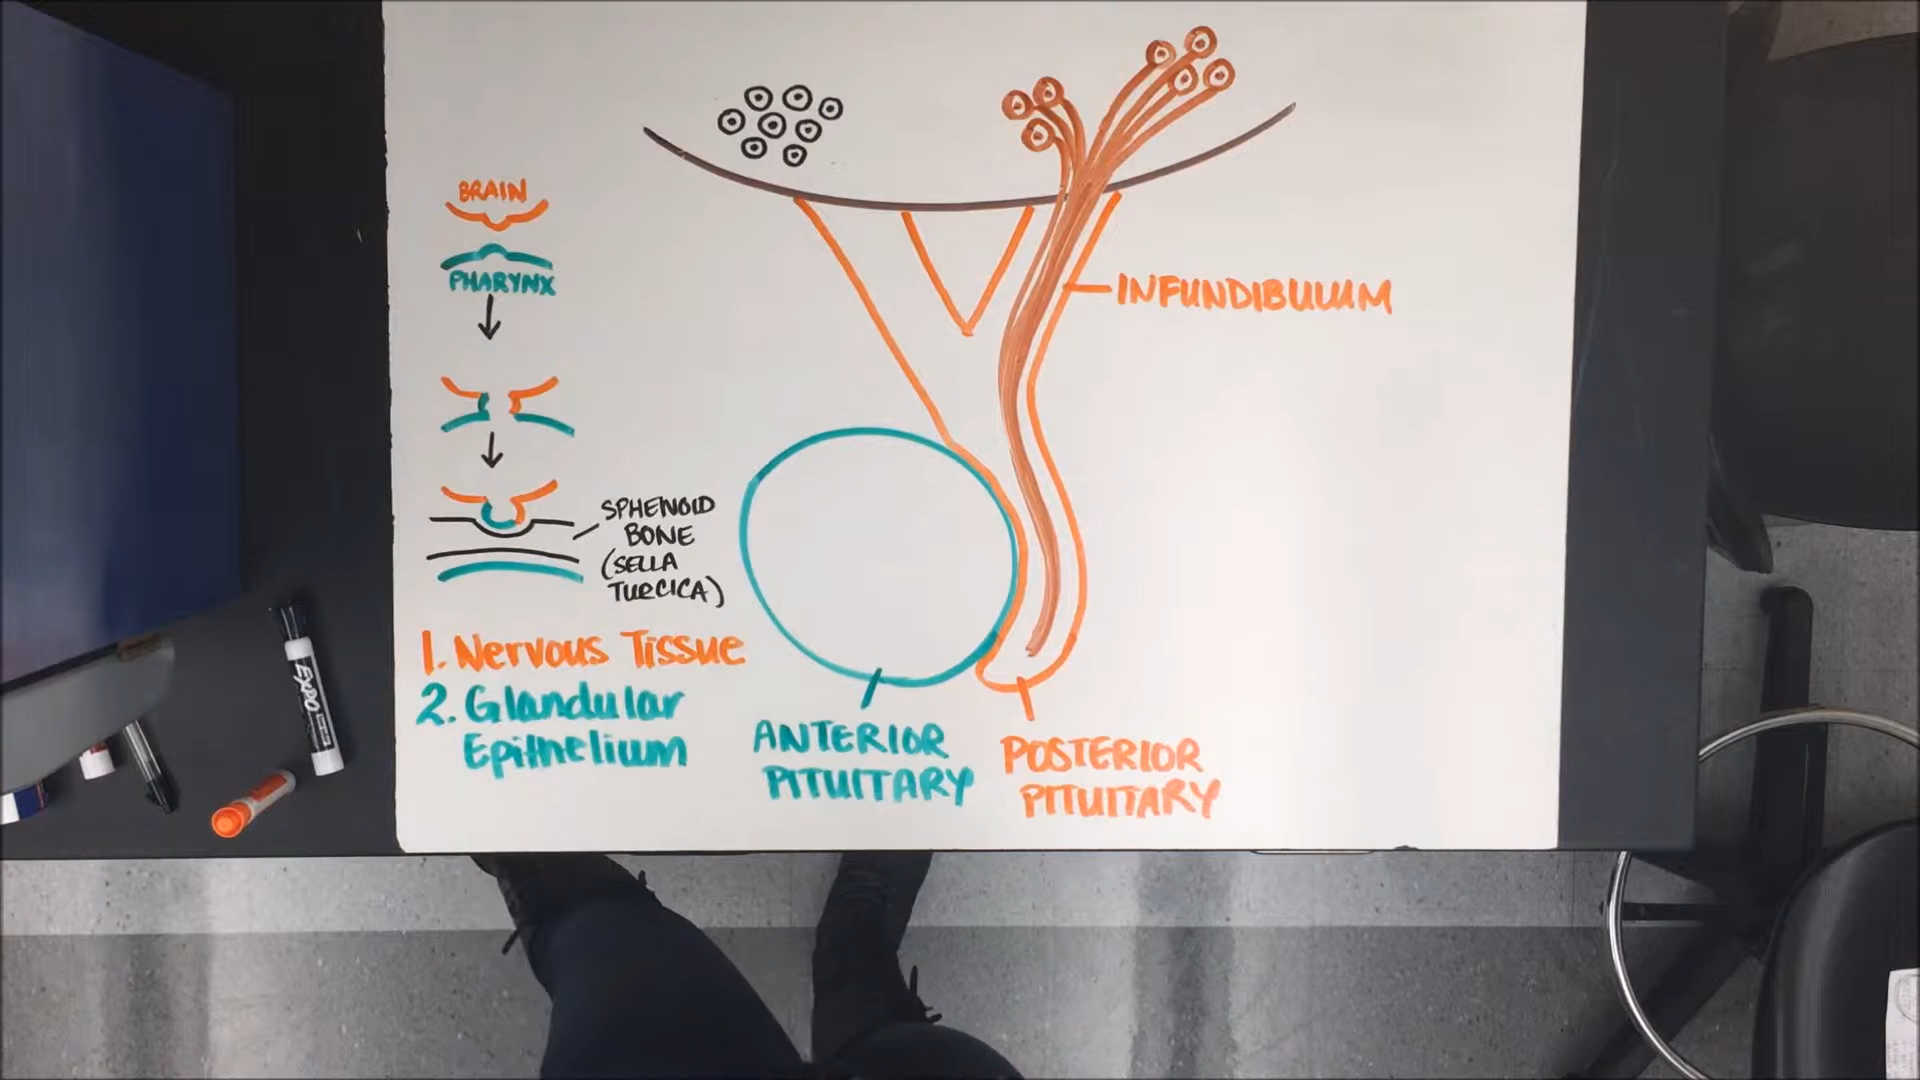 BRAIN
PHARYNX
SPHENOID
BONE
(SELLA
TURCICA)
1. Nervous Tissue
2. Glandular
Epithelium
INFUNDIBULUM
ANTERIOR
PITUITARY
POSTERIOR
PITUITARY
EXPO